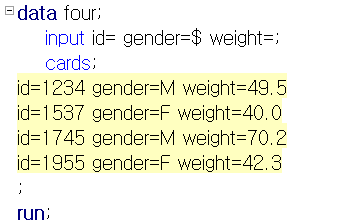 data four;
input id= gender=$ weight=;
cards;
id=1234 gender=M weight=49.5
id=1537 gender=F weight=40.0
id=1745 gender=M weight=70.2
id=1955 gender=F weight=42.3
;
run;